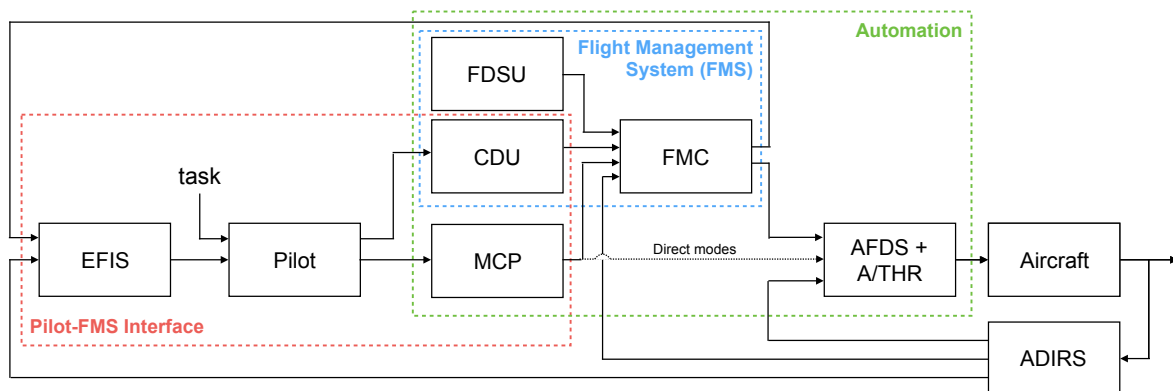 Automation
Flight Management
System (FMS)
FDSU
CDU
FMC
task
EFIS
Pilot
MCP
Direct modes
AFDS +
A/THR
Aircraft
Pilot-FMS Interface
ADIRS